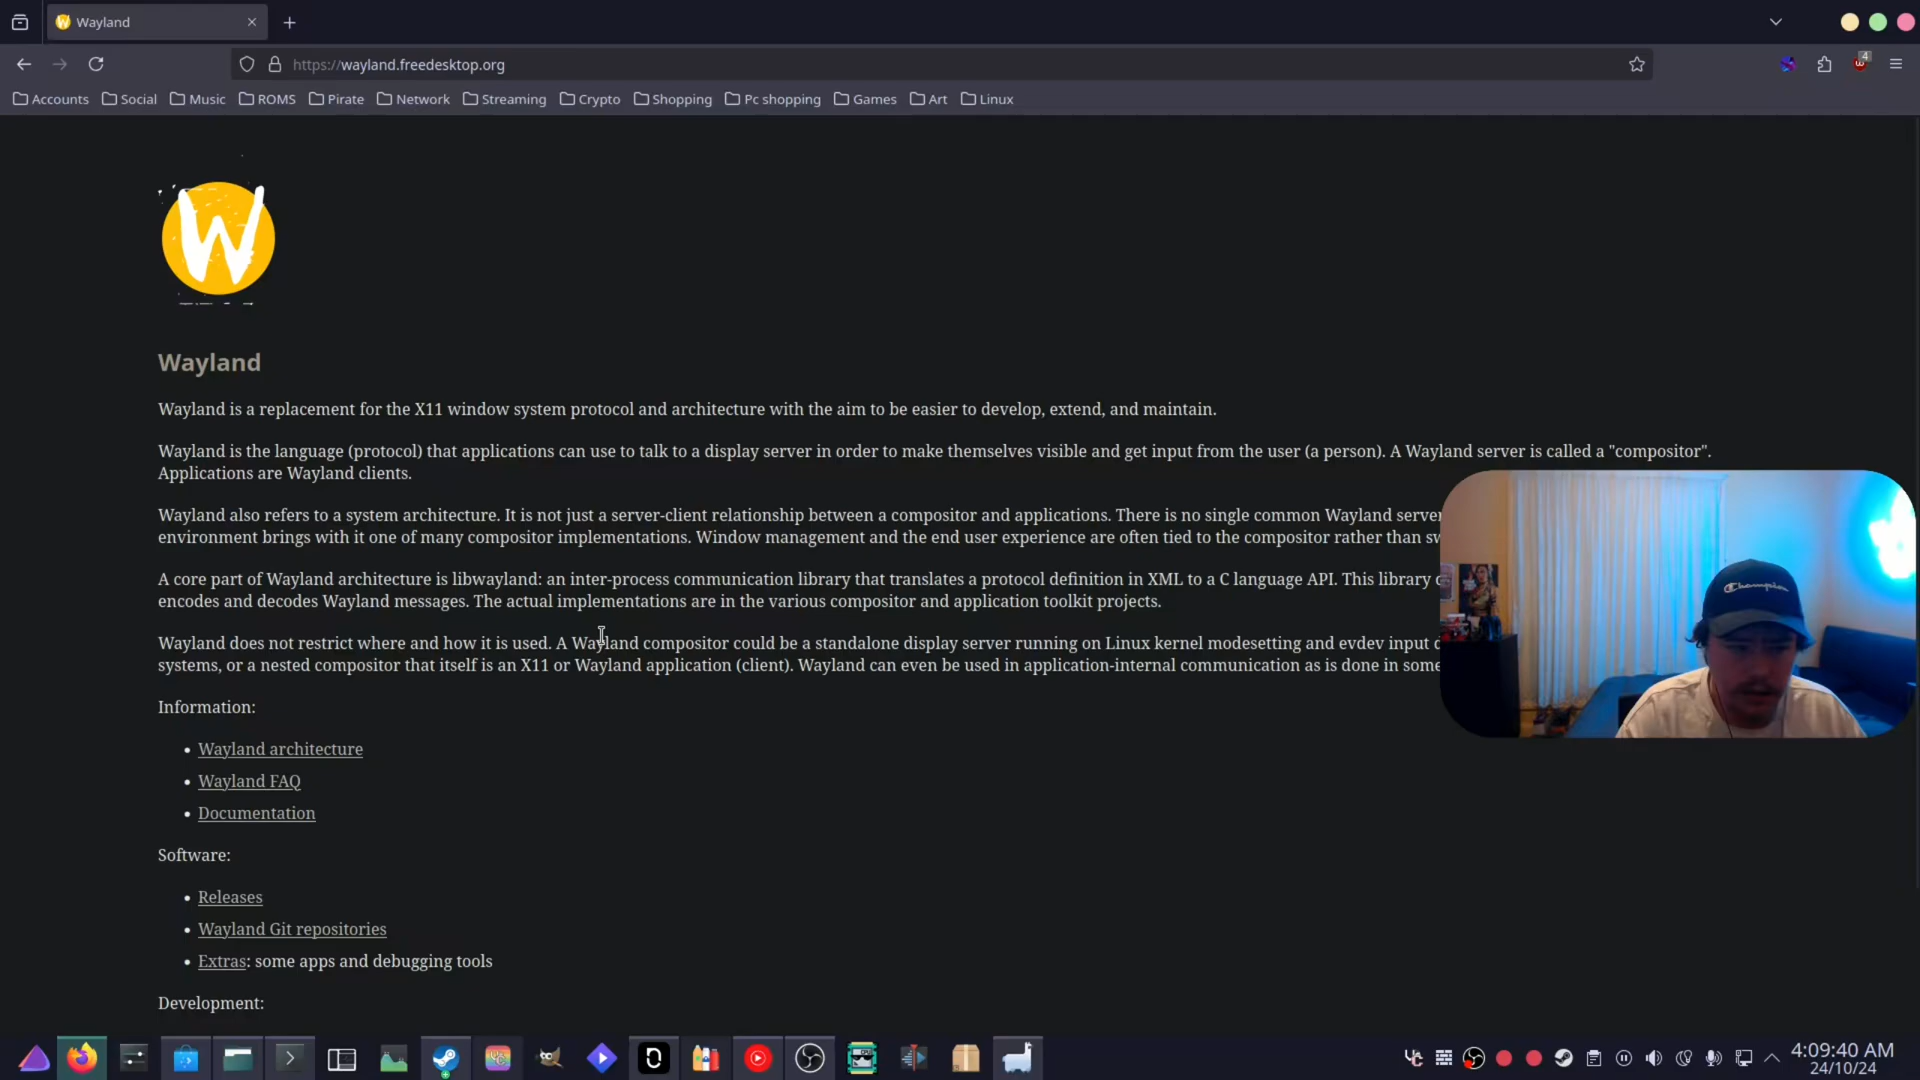 Wayland
https://wayland.freedesktop.org
4
Accounts Social Music ROMS Pirate Network Streaming Crypto Shopping Pc shopping Games Art Linux
W
Wayland
Wayland is a replacement for the X11 window system protocol and architecture with the aim to be easier to develop, extend, and maintain.
Wayland is the language (protocol) that applications can use to talk to a display server in order to make themselves visible and get input from the user (a person). A Wayland server is called a "compositor".
Applications are Wayland clients.
Wayland also refers to a system architecture. It is not just a server-client relationship between a compositor and applications. There is no single common Wayland server
environment brings with it one of many compositor implementations. Window management and the end user experience are often tied to the compositor rather than sw
A core part of Wayland architecture is libwayland: an inter-process communication library that translates a protocol definition in XML to a C language API. This library
encodes and decodes Wayland messages. The actual implementations are in the various compositor and application toolkit projects.
Champion
Wayland does not restrict where and how it is used. A Wayland compositor could be a standalone display server running on Linux kernel modesetting and evdev input d
systems, or a nested compositor that itself is an X11 or Wayland application (client). Wayland can even be used in application-internal communication as is done in some
Information:
• Wayland architecture
• Wayland FAQ
• Documentation
Software:
• Releases
• Wayland Git repositories
• Extras: some apps and debugging tools
Development:
4:09:40 AM
24/10/24